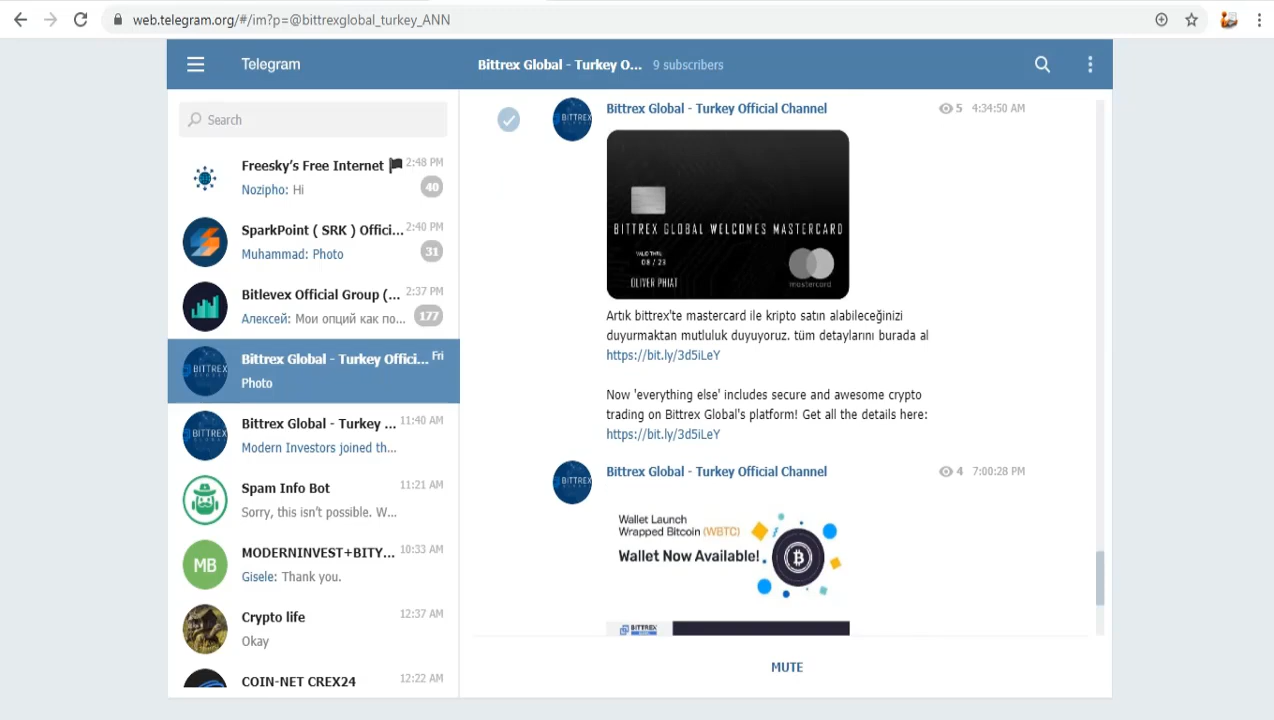 web.telegram.org/#/im?p=@bittrexglobal_turkey_ANN
Telegram
Bittrex Global - Turkey O... 9 subscribers
Search
Freesky's Free Internet 2:48 PM
Nozipho: Hi 40
SparkPoint ( SRK ) Offici... 2:40 PM
Muhammad: Photo 31
Bitlevex Official Group (... 2:37 PM
Алексей: Мои опций как по... 177
Bittrex Global - Turkey Offici... Fri
Photo
Bittrex Global - Turkey ... 11:40 AM
Modern Investors joined th...
Spam Info Bot 11:21 AM
Sorry, this isn't possible. W...
MB
MODERNINVEST+BITY... 10:33 AM
Gisele: Thank you.
Crypto life 12:37 AM
Okay
COIN-NET CREX24 12:22 AM
BITTREX
Bittrex Global - Turkey Official Channel 5 4:34:50 AM
BITTREX GLOBAL WELCOMES MASTERCARD
VALID THRU
08 / 23
OLIVER PHIAT
mastercard
Artık bittrex'te mastercard ile kripto satın alabileceğinizi
duyurmaktan mutluluk duyuyoruz. tüm detaylarını burada al
https://bit.ly/3d5iLeY
Now 'everything else' includes secure and awesome crypto
trading on Bittrex Global's platform! Get all the details here:
https://bit.ly/3d5iLeY
BITTREX
Bittrex Global - Turkey Official Channel 4 7:00:28 PM
Wallet Launch
Wrapped Bitcoin (WBTC)
Wallet Now Available!
BITTREX
MUTE